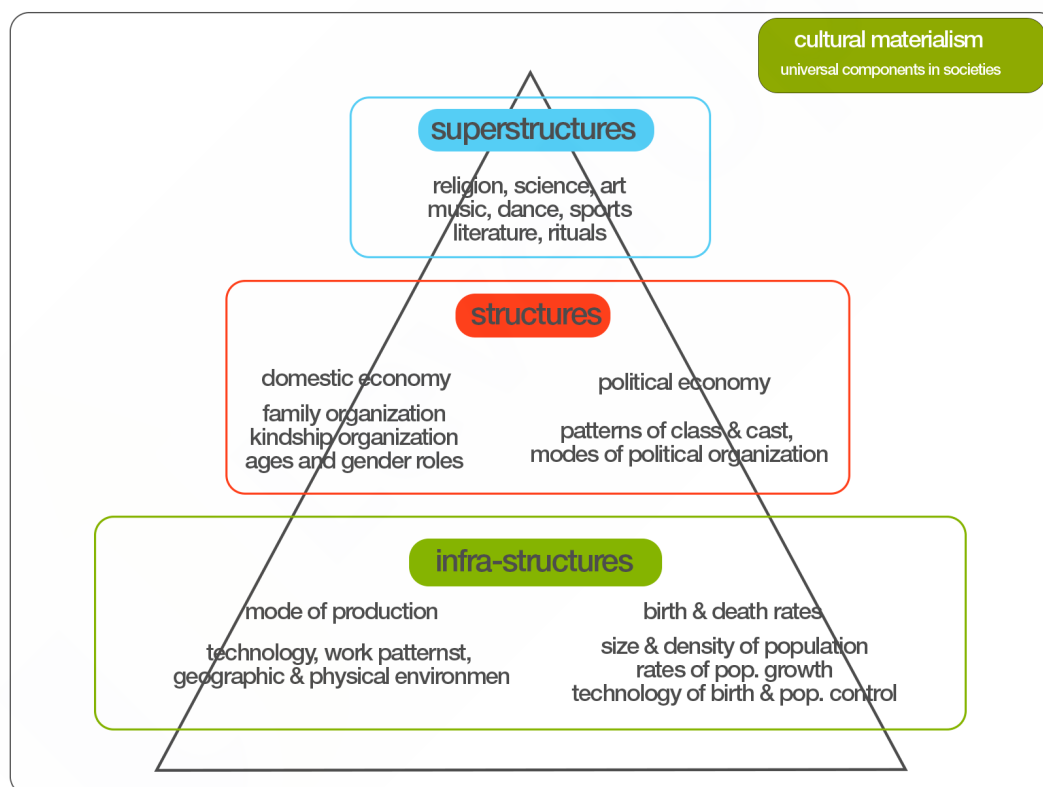 cultural materialism
universal components in societies
superstructures
religion, science, art
music, dance, sports
literature, rituals
structures
domestic economy
family organization
kindship organization
ages and gender roles
political economy
patterns of class & cast,
modes of political organization
infra-structures
mode of production
technology, work patternst,
geographic & physical environmen
birth & death rates
size & density of population
rates of pop. growth
technology of birth & pop. control